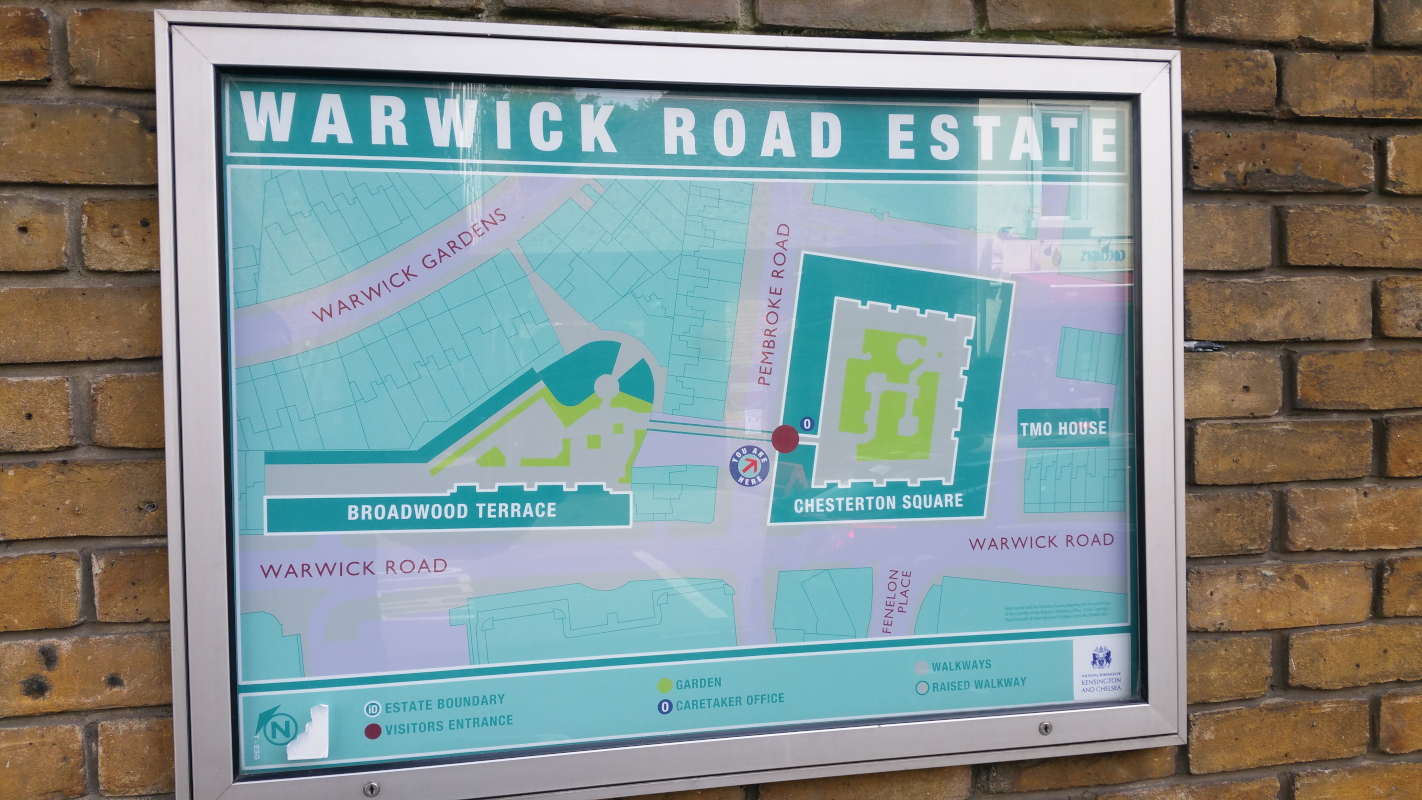 WARWICK ROAD ESTATE
WARWICK GARDENS
PEMBROKE ROAD
O
YOU ARE
HERE
TMO HOUSE
CHESTERTON SQUARE
BROADWOOD TERRACE
WARWICK ROAD
WARWICK ROAD
FENELON
PLACE
N
ESTATE BOUNDARY
VISITORS ENTRANCE
GARDEN
O CARETAKER OFFICE
WALKWAYS
RAISED WALKWAY
THE ROYAL BOROUGH OF
KENSINGTON
AND CHELSEA